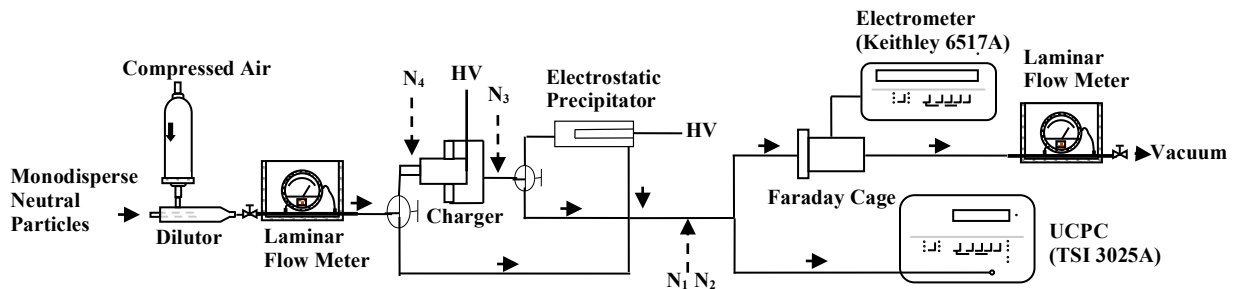 Electrometer
(Keithley 6517A)
Laminar
Flow Meter
Compressed Air
HV
N4
N3
Electrostatic
Precipitator
HV
Vacuum
Monodisperse
Neutral
Particles
Dilutor
Laminar
Flow Meter
Charger
Faraday Cage
UCPC
(TSI 3025A)
N1 N2